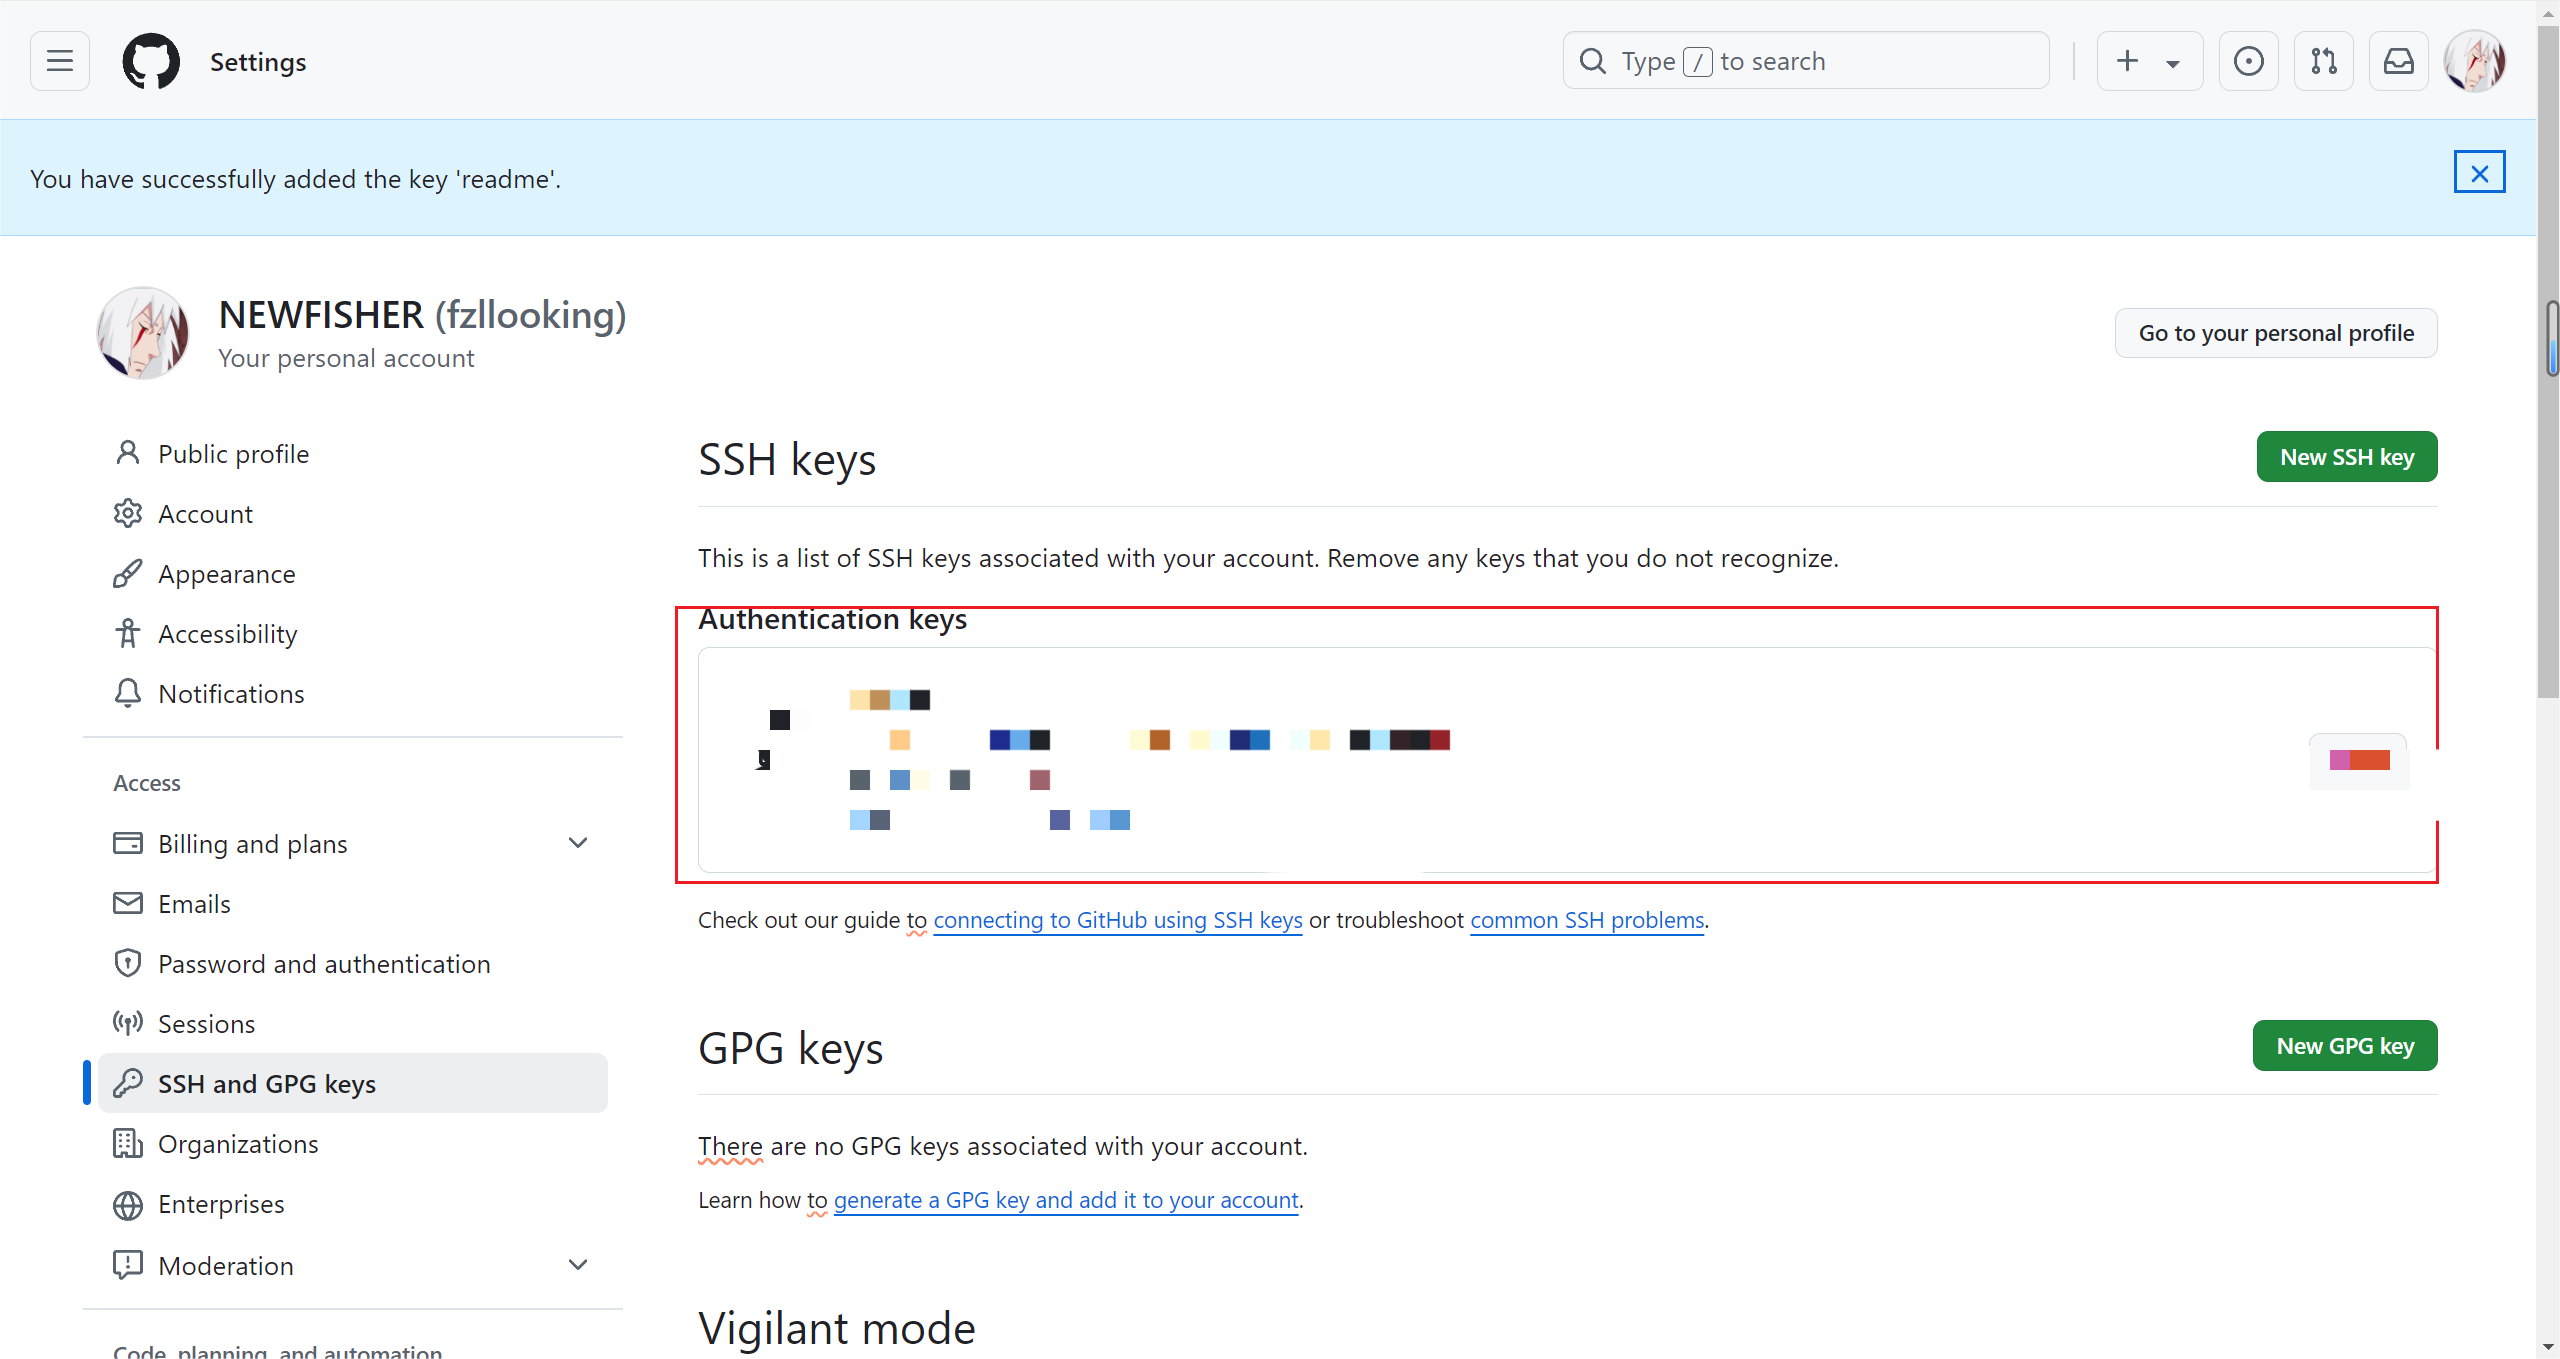 Settings
Type / to search
You have successfully added the key 'readme'.
NEWFISHER (fzllooking)
Your personal account
Go to your personal profile
Public profile
Account
Appearance
Accessibility
Notifications
Access
Billing and plans
Emails
Password and authentication
Sessions
SSH and GPG keys
Organizations
Enterprises
Moderation
Code, planning, and automation
SSH keys
New SSH key
This is a list of SSH keys associated with your account. Remove any keys that you do not recognize.
Authentication keys
Check out our guide to connecting to GitHub using SSH keys or troubleshoot common SSH problems.
GPG keys
New GPG key
There are no GPG keys associated with your account.
Learn how to generate a GPG key and add it to your account.
Vigilant mode